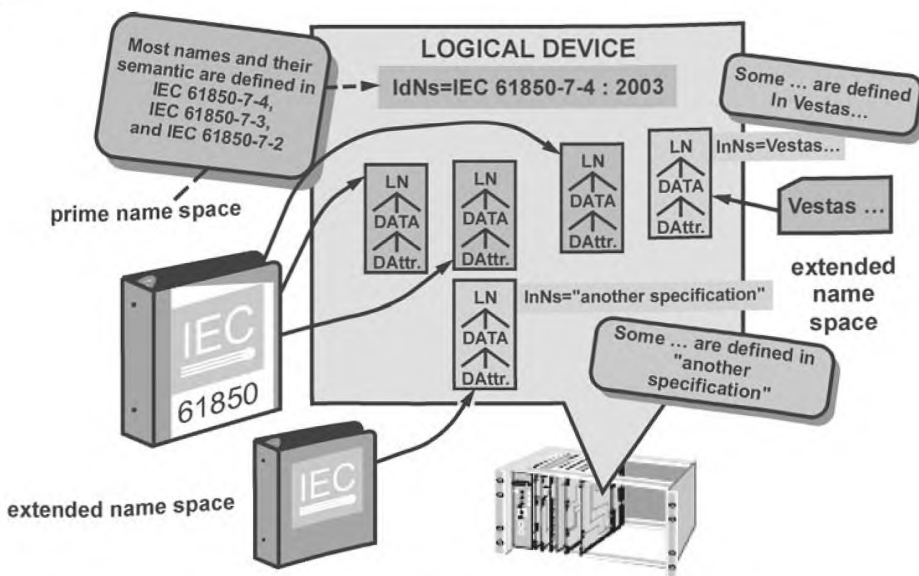 Most names and their
semantic are defined in
IEC 61850-7-4,
IEC 61850-7-3,
and IEC 61850-7-2
prime name space
LOGICAL DEVICE
IdNs=IEC 61850-7-4 : 2003
Some ... are defined
In Vestas...
LN
DATA
DAttr.
LN
DATA
DAttr.
LN
DATA
DAttr.
LN
DATA
DAttr.
InNs=Vestas...
Vestas ...
extended
name
space
LN
DATA
DAttr.
InNs="another specification"
Some ... are defined in
"another
specification"
IEC
61850
extended name space
IEC